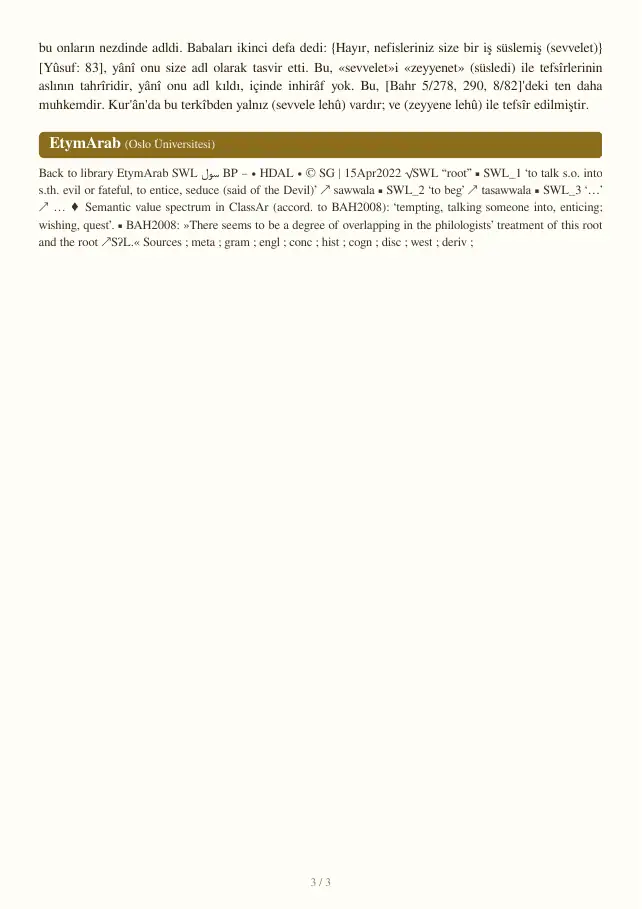 bu onların nezdinde adldi. Babaları ikinci defa dedi: {Hayır, nefisleriniz size bir iş süslemiş (sevvelet)}
[Yûsuf: 83], yânî onu size adl olarak tasvir etti. Bu, «sevvelet»i «zeyyenet» (süsledi) ile tefsîrlerinin
aslının tahrîridir, yânî onu adl kıldı, içinde inhirâf yok. Bu, [Bahr 5/278, 290, 8/82]'deki ten daha
muhkemdir. Kur'ân'da bu terkîbden yalnız (sevvele lehû) vardır; ve (zeyyene lehû) ile tefsîr edilmiştir.
EtymArab (Oslo Üniversitesi)
Back to library EtymArab SWL سول BP – • HDAL • © SG | 15Apr2022 √SWL “root” ▪ SWL_1 ‘to talk s.o. into
s.th. evil or fateful, to entice, seduce (said of the Devil)’ ↗ sawwala ▪ SWL_2 ‘to beg’ ↗ tasawwala ▪ SWL_3 ‘…’
↗ … ♦ Semantic value spectrum in ClassAr (accord. to BAH2008): ‘tempting, talking someone into, enticing;
wishing, quest’. ▪ BAH2008: »There seems to be a degree of overlapping in the philologists’ treatment of this root
and the root ↗SʔL.« Sources ; meta ; gram ; engl ; conc ; hist ; cogn ; disc ; west ; deriv ;
3 / 3